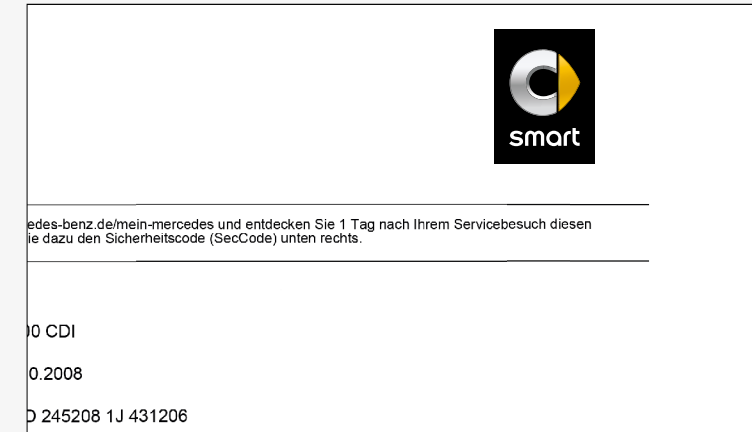 smart
edes-benz.de/mein-mercedes und entdecken Sie 1 Tag nach Ihrem Servicebesuch diesen
ie dazu den Sicherheitscode (SecCode) unten rechts.
00 CDI
0.2008
D 245208 1J 431206